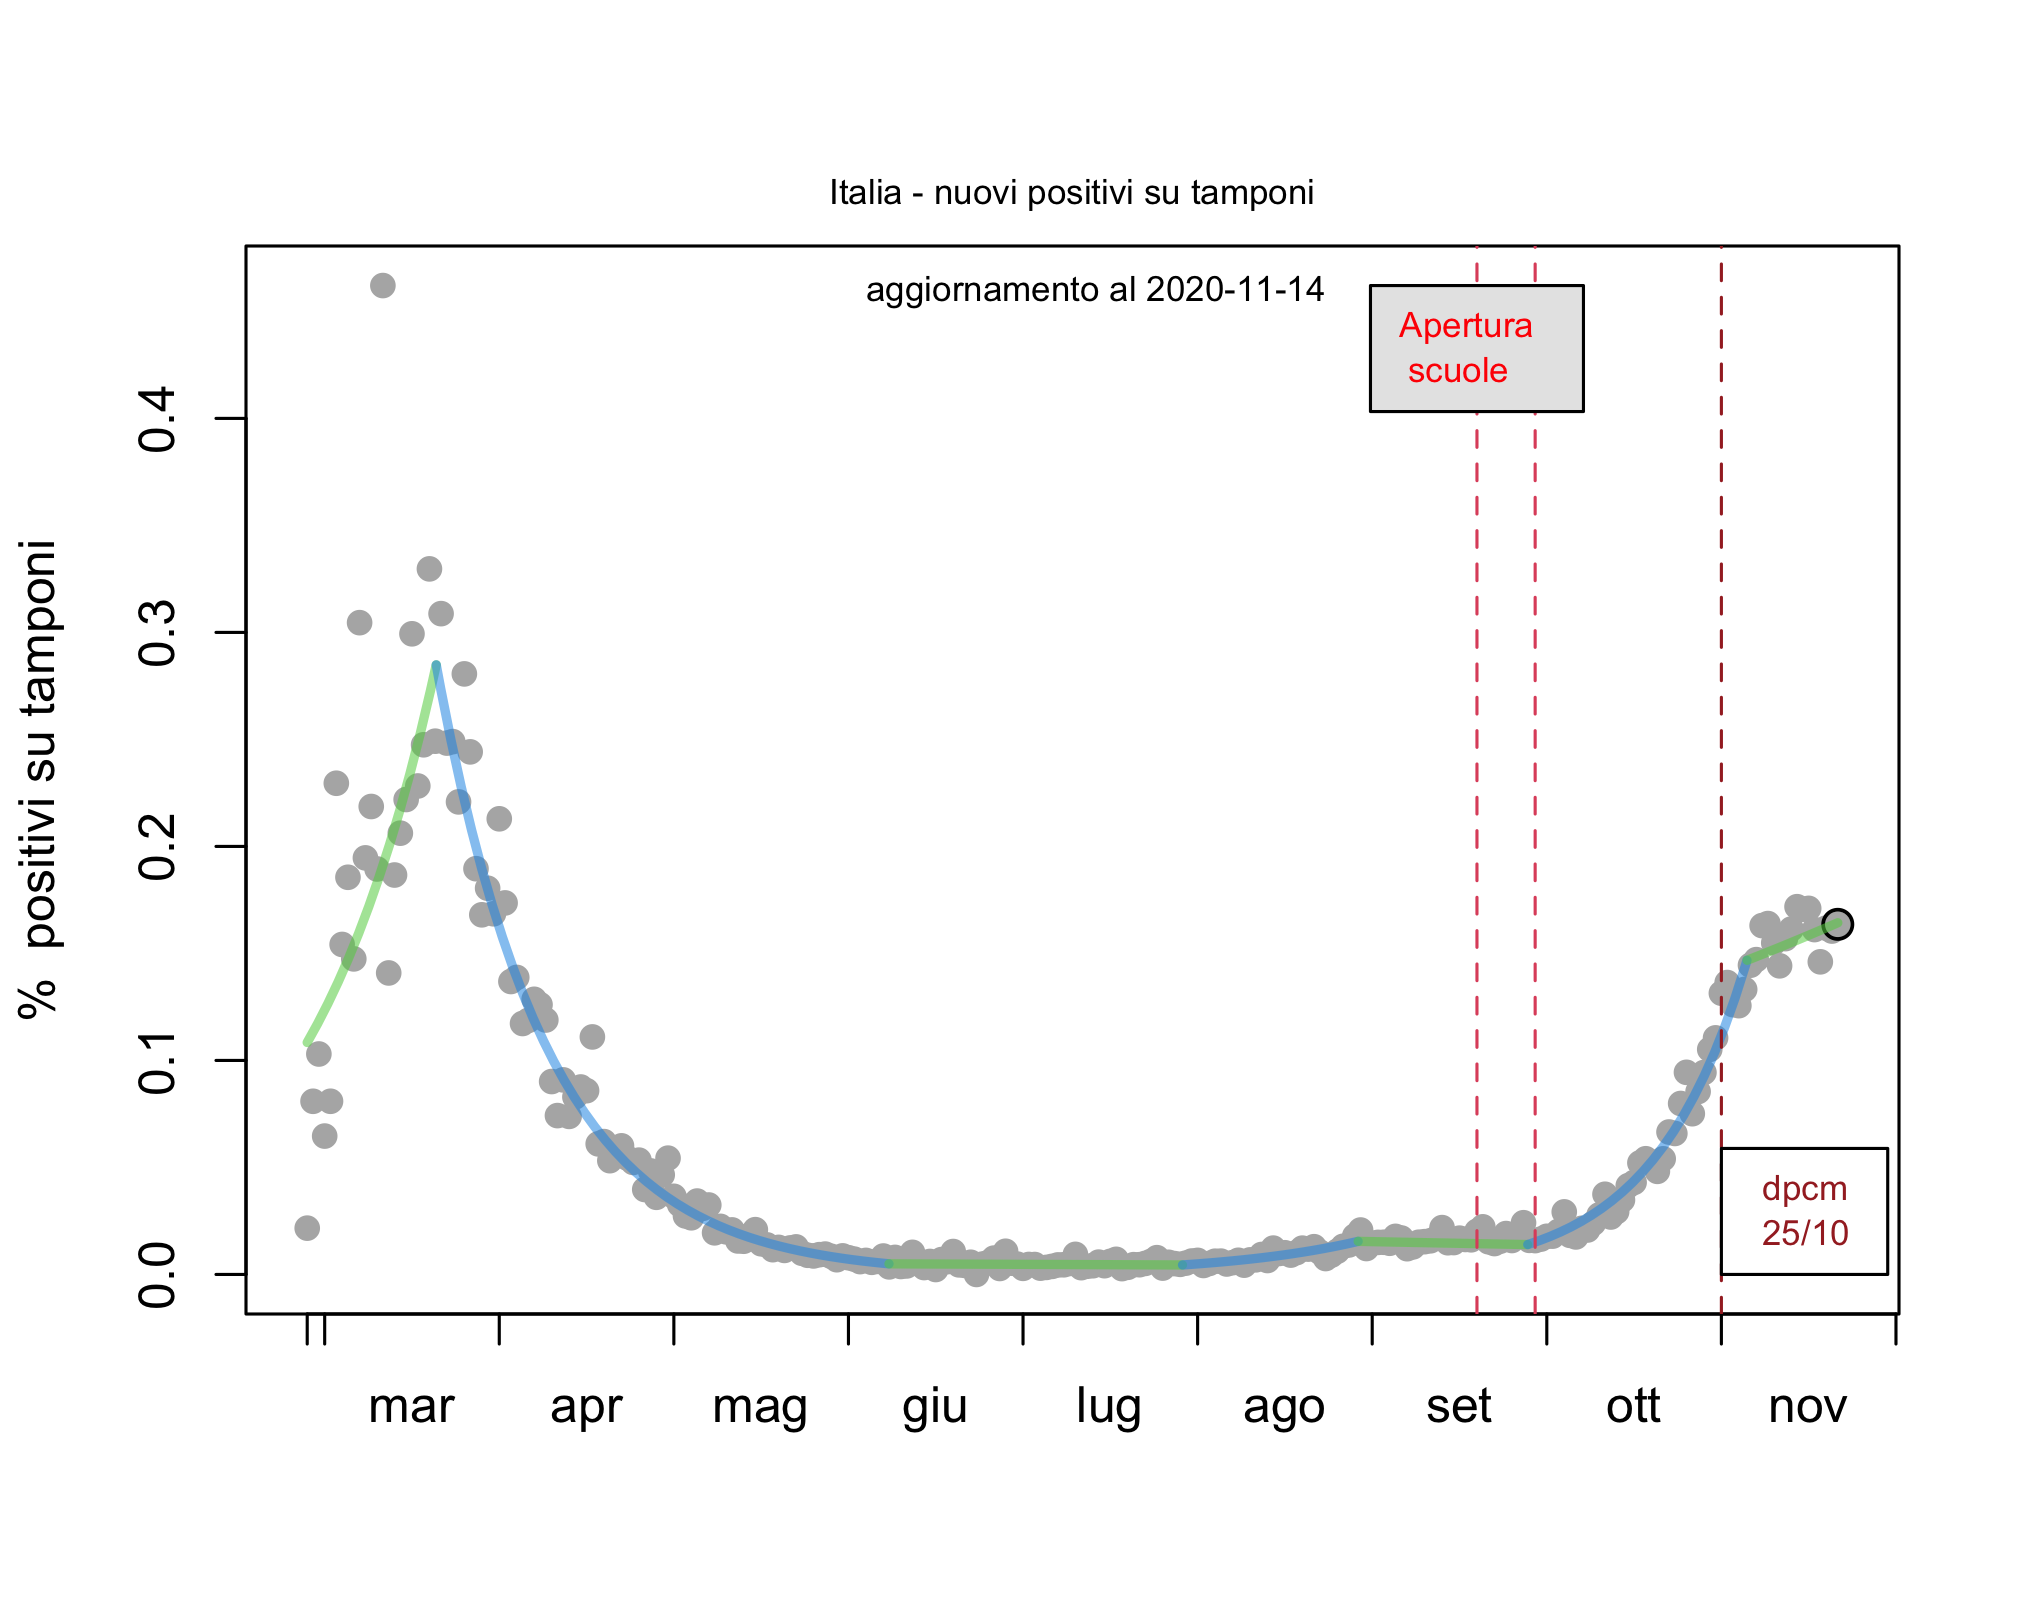 Italia - nuovi positivi su tamponi
aggiornamento al 2020-11-14
Apertura
scuole
% positivi su tamponi
0.4
0.3
0.2
0.1
0.0
dpcm
25/10
mar apr mag giu lug ago set ott nov